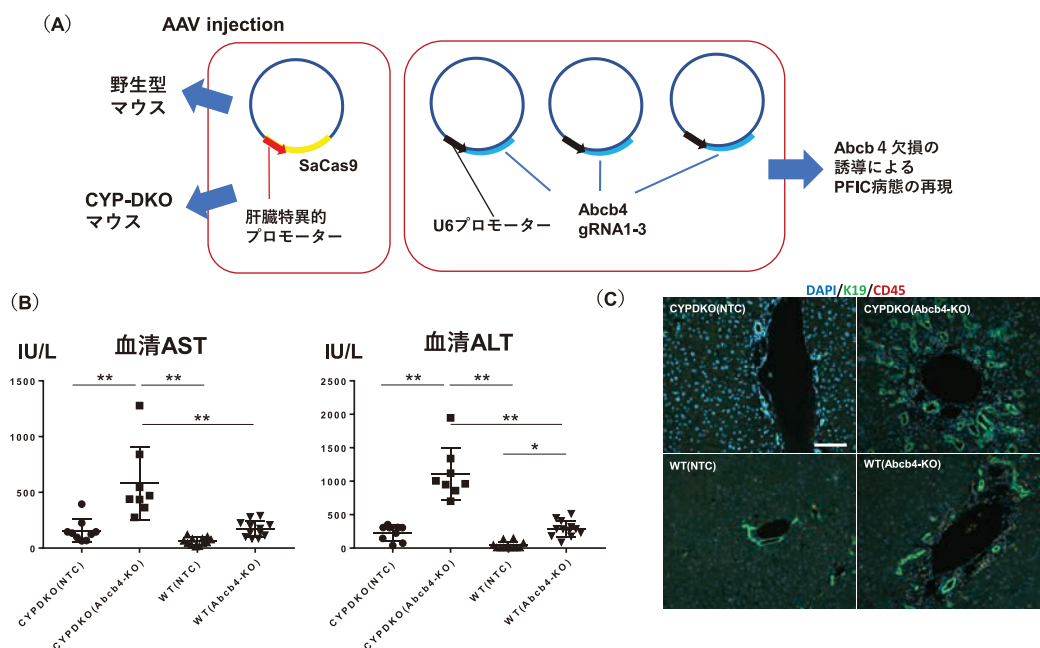 (A)
AAV injection
野生型
マウス
CYP-DKO
マウス
SaCas9
肝臓特異的
プロモーター
U6プロモーター
Abcb4
gRNA1-3
Abcb４欠損の
誘導による
PFIC病態の再現
(B)
血清AST
IU/L
1500
1000
500
0
**
**
**
CYPDKO(NTC)
CYPDKO(Abcb4-KO)
WT(NTC)
WT(Abcb4-KO)
血清ALT
IU/L
2500
2000
1500
1000
500
0
**
**
**
*
CYPDKO(NTC)
CYPDKO(Abcb4-KO)
WT(NTC)
WT(Abcb4-KO)
(C)
DAPI/K19/CD45
CYPDKO(NTC)
CYPDKO(Abcb4-KO)
WT(NTC)
WT(Abcb4-KO)